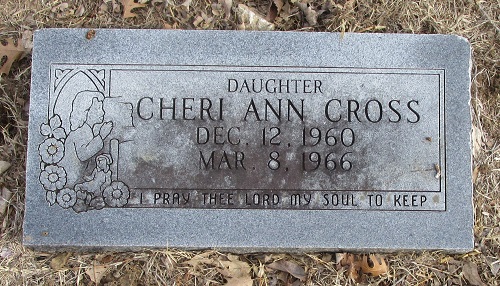 DAUGHTER
CHERI ANN CROSS
DEC. 12, 1960
MAR. 8, 1966
I PRAY THEE LORD MY SOUL TO KEEP